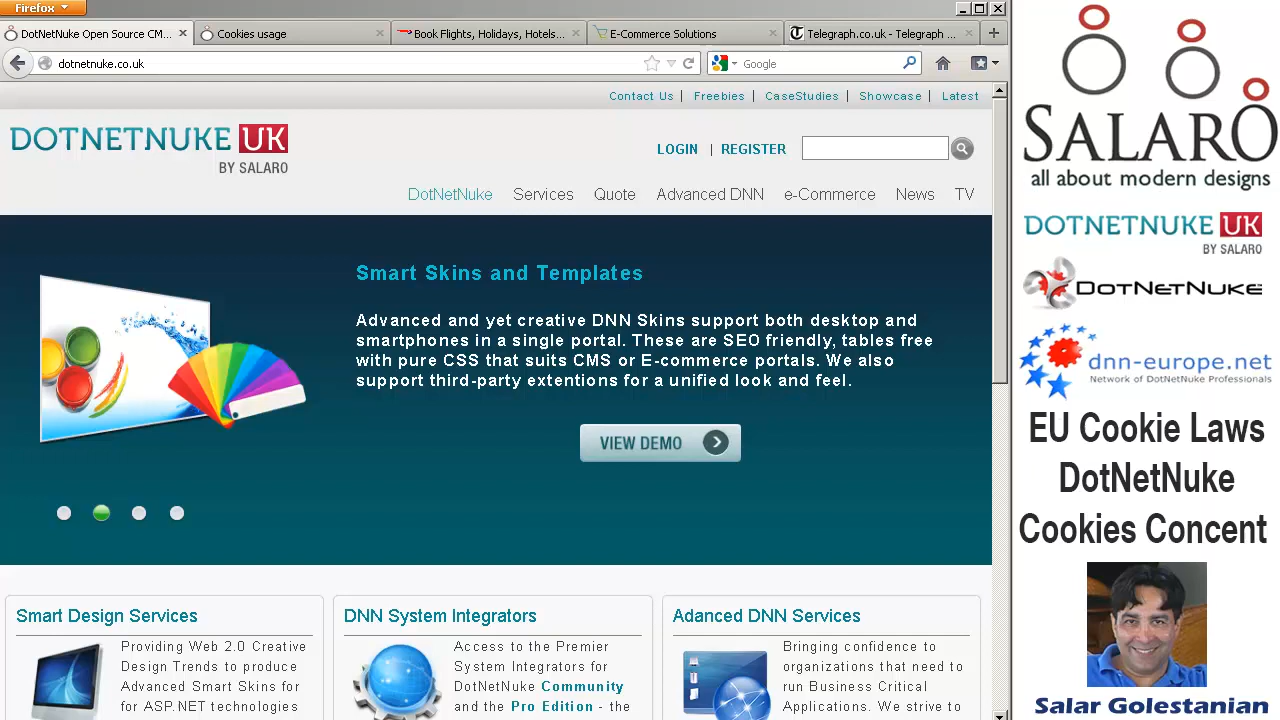 Firefox
DotNetNuke Open Source CM...
Cookies usage
Book Flights, Holidays, Hotels...
E-Commerce Solutions
Telegraph.co.uk - Telegraph ...
dotnetnuke.co.uk
Google
Contact Us | Freebies | CaseStudies | Showcase | Latest
DOTNETNUKE UK
BY SALARO
LOGIN | REGISTER
DotNetNuke Services Quote Advanced DNN e-Commerce News TV
Smart Skins and Templates
Advanced and yet creative DNN Skins support both desktop and
smartphones in a single portal. These are SEO friendly, tables free
with pure CSS that suits CMS or E-commerce portals. We also
support third-party extentions for a unified look and feel.
VIEW DEMO
Smart Design Services
Providing Web 2.0 Creative
Design Trends to produce
Advanced Smart Skins for
for ASP.NET technologies
DNN System Integrators
Access to the Premier
System Integrators for
DotNetNuke Community
and the Pro Edition - the
Adanced DNN Services
Bringing confidence to
organizations that need to
run Business Critical
Applications. We strive to
SALARO
all about modern designs
DOTNETNUKE UK
BY SALARO
DOTNETNUKE
dnn-europe.net
Network of DotNetNuke Professionals
EU Cookie Laws
DotNetNuke
Cookies Concent
Salar Golestanian